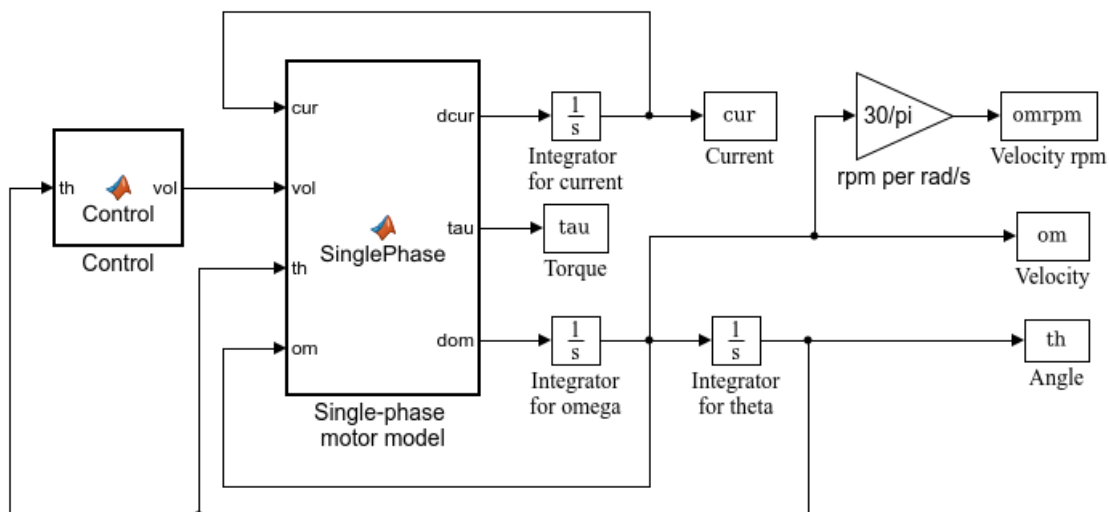 cur
dcur
1
s
Integrator
for current
cur
Current
30/pi
rpm per rad/s
omrpm
Velocity rpm
th
Control
vol
Control
vol
SinglePhase
tau
tau
Torque
om
Velocity
th
om
dom
1
s
Integrator
for omega
1
s
Integrator
for theta
th
Angle
Single-phase
motor model